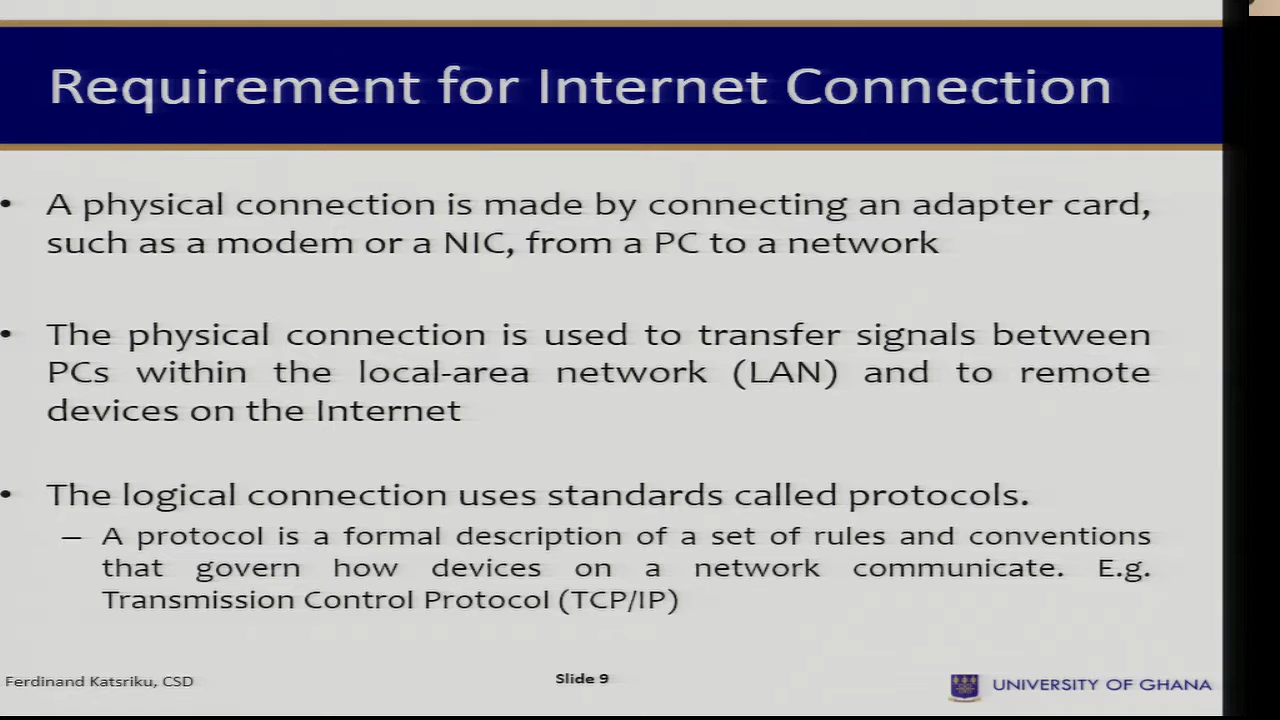 Requirement for Internet Connection
• A physical connection is made by connecting an adapter card,
such as a modem or a NIC, from a PC to a network
• The physical connection is used to transfer signals between
PCs within the local-area network (LAN) and to remote
devices on the Internet
• The logical connection uses standards called protocols.
– A protocol is a formal description of a set of rules and conventions
that govern how devices on a network communicate. E.g.
Transmission Control Protocol (TCP/IP)
Ferdinand Katsriku, CSD
Slide 9
UNIVERSITY OF GHANA